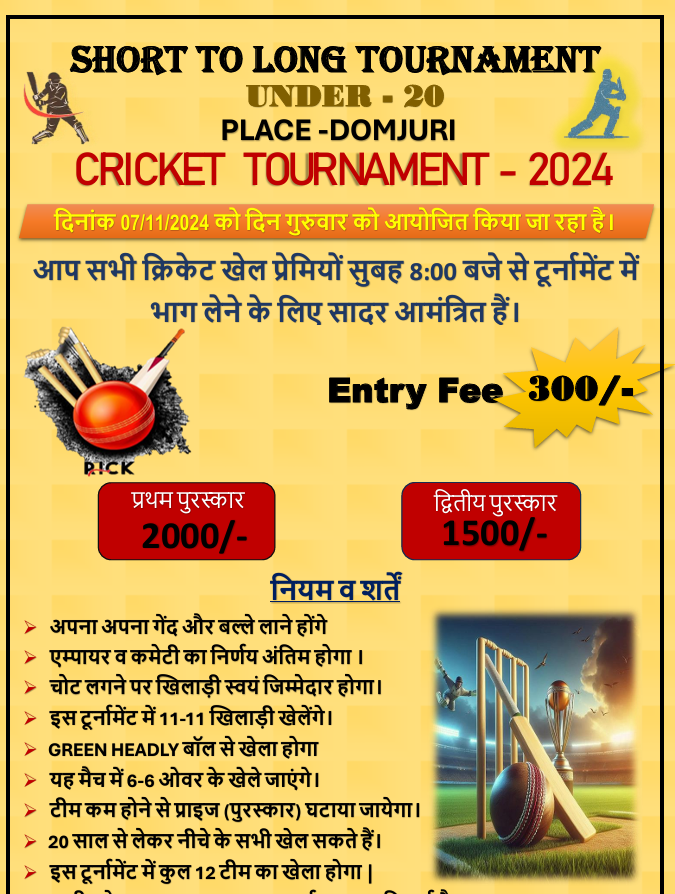 SHORT TO LONG TOURNAMENT
UNDER - 20
PLACE -DOMJURI
CRICKET TOURNAMENT - 2024
दिनांक 07/11/2024 को दिन गुरुवार को आयोजित किया जा रहा है।
आप सभी क्रिकेट खेल प्रेमियों सुबह 8:00 बजे से टूर्नामेंट में
भाग लेने के लिए सादर आमंत्रित हैं।
Entry Fee 300/-
RICK
प्रथम पुरस्कार
2000/-
द्वितीय पुरस्कार
1500/-
नियम व शर्तें
अपना अपना गेंद और बल्ले लाने होंगे
एम्पायर व कमेटी का निर्णय अंतिम होगा ।
चोट लगने पर खिलाड़ी स्वयं जिम्मेदार होगा।
इस टूर्नामेंट में 11-11 खिलाड़ी खेलेंगे।
GREEN HEADLY बॉल से खेला होगा
यह मैच में 6-6 ओवर के खेले जाएंगे।
टीम कम होने से प्राइज (पुरस्कार) घटाया जायेगा।
20 साल से लेकर नीचे के सभी खेल सकते हैं।
इस टूर्नामेंट में कुल 12 टीम का खेला होगा |